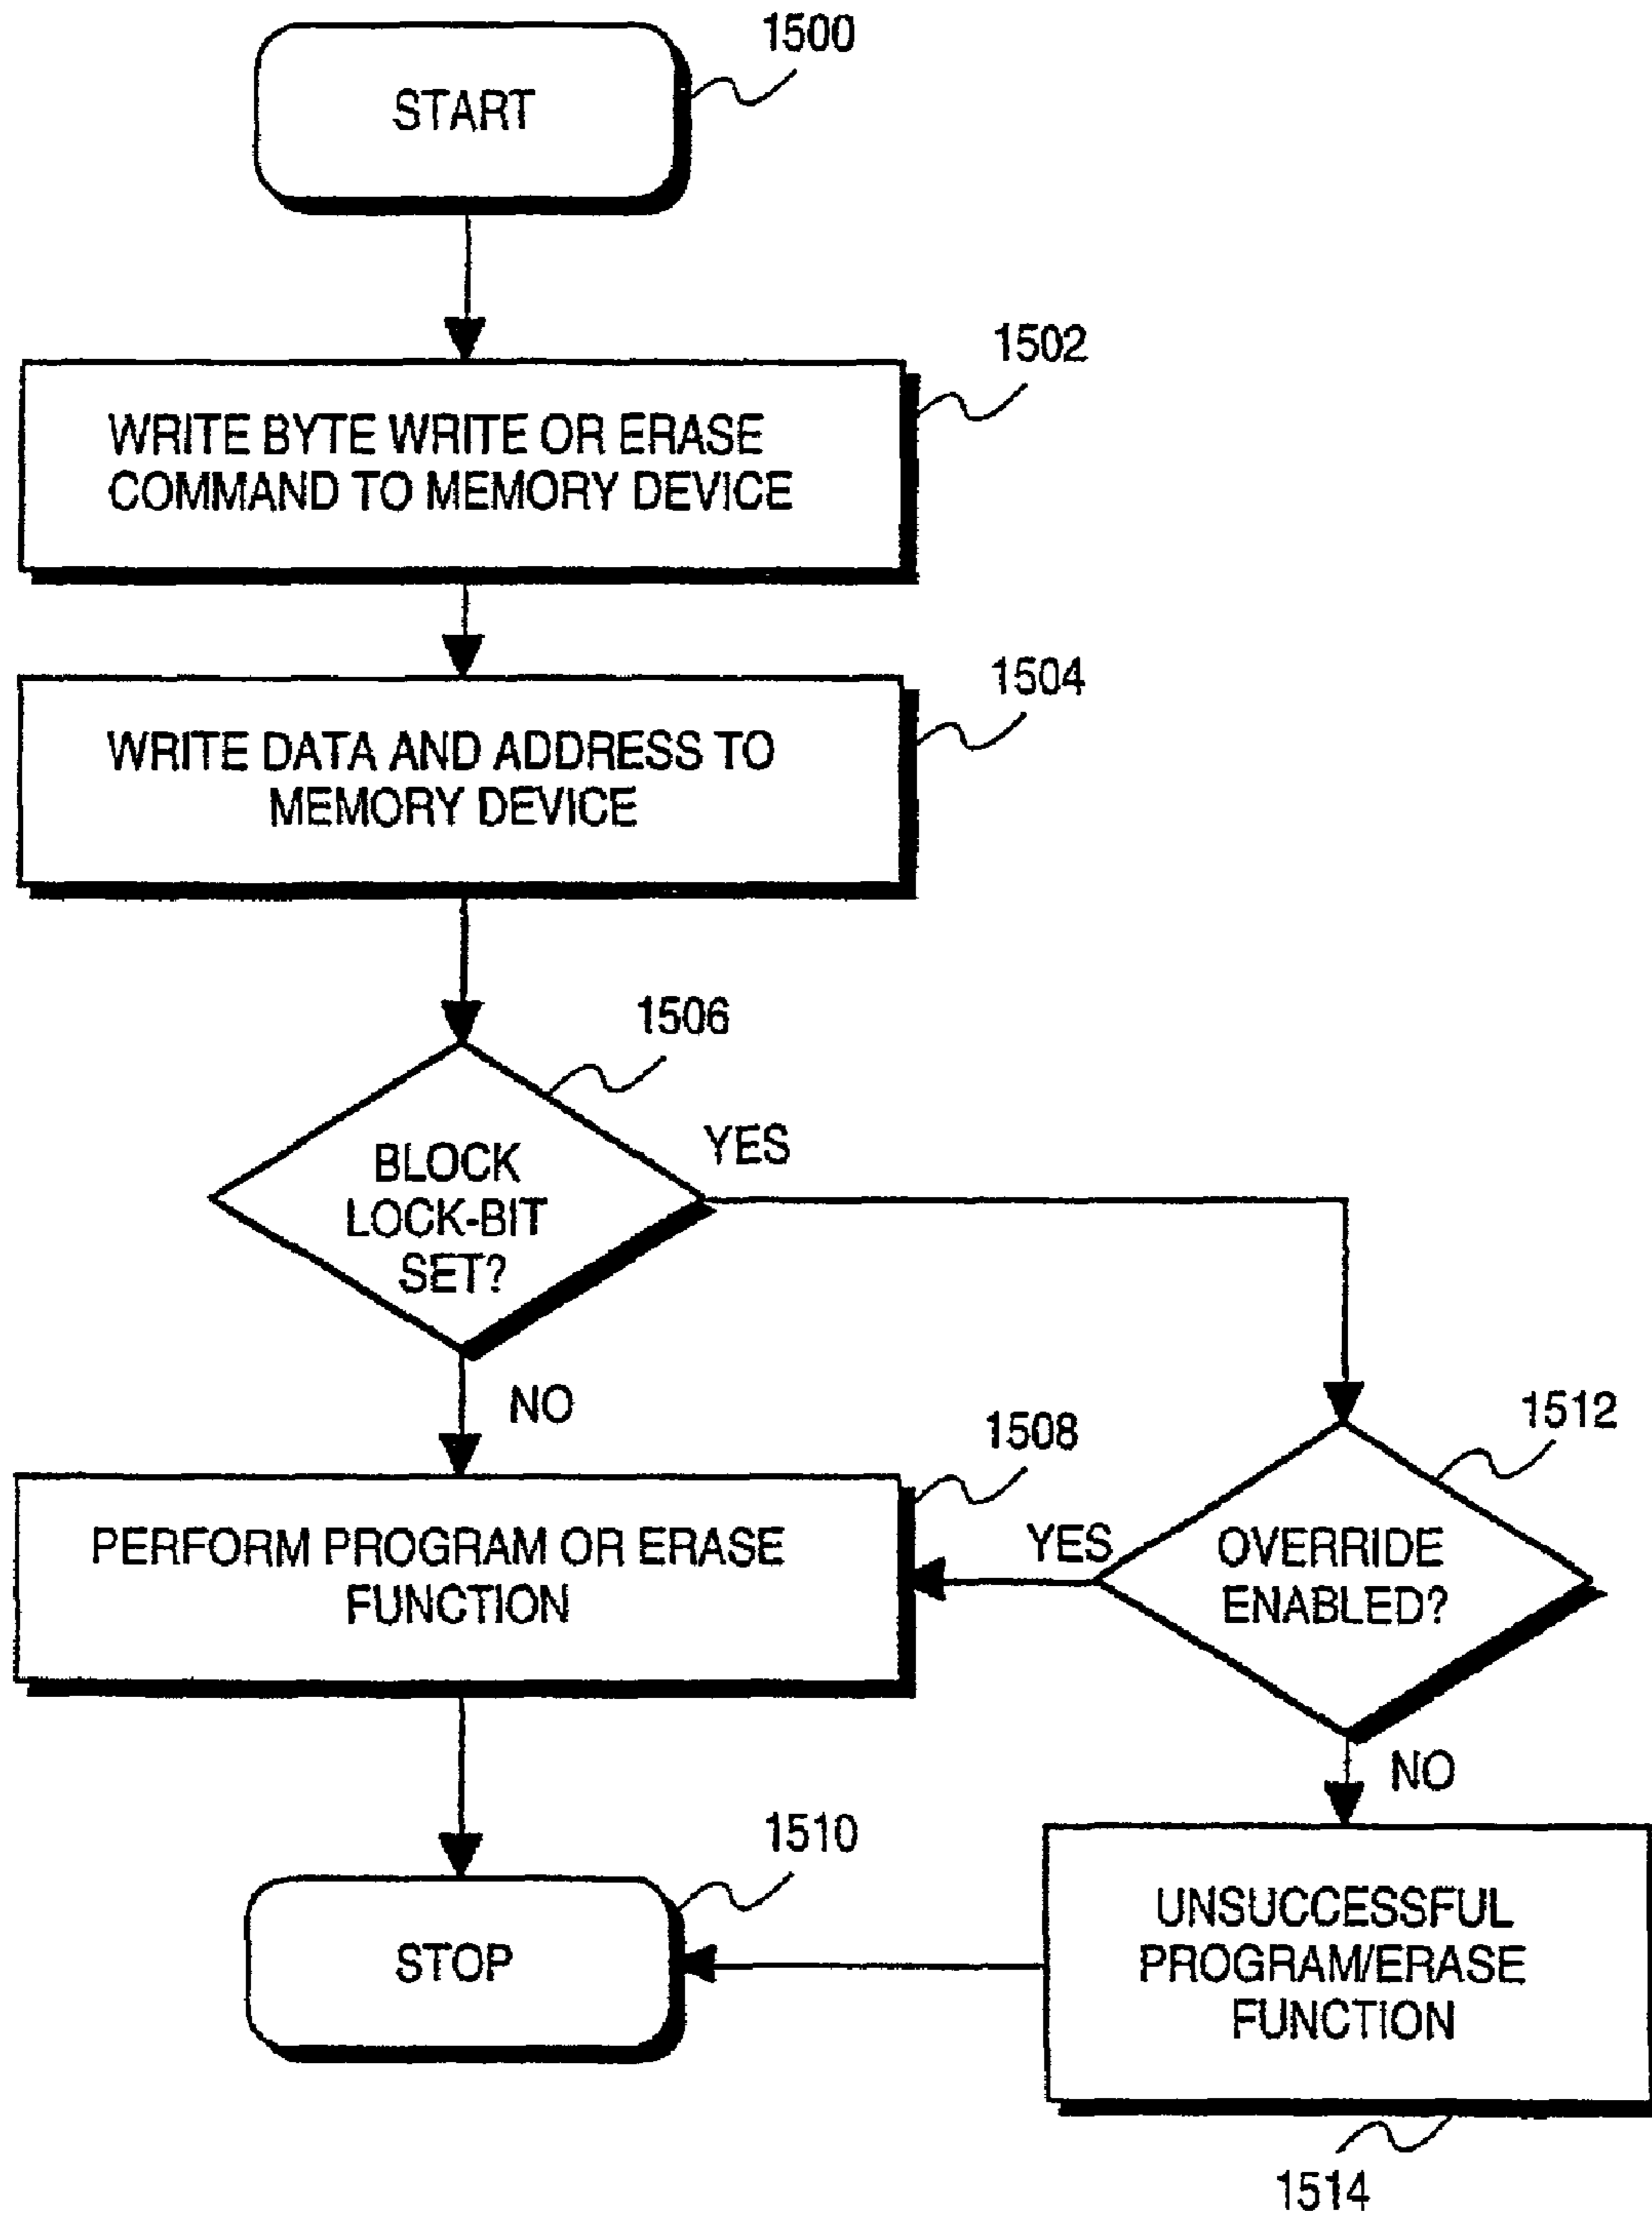 1500
START
1502
WRITE BYTE WRITE OR ERASE
COMMAND TO MEMORY DEVICE
1504
WRITE DATA AND ADDRESS TO
MEMORY DEVICE
1506
BLOCK
LOCK-BIT
SET?
YES
NO
1508
PERFORM PROGRAM OR ERASE
FUNCTION
1512
YES
OVERRIDE
ENABLED?
NO
1510
STOP
UNSUCCESSFUL
PROGRAM/ERASE
FUNCTION
1514